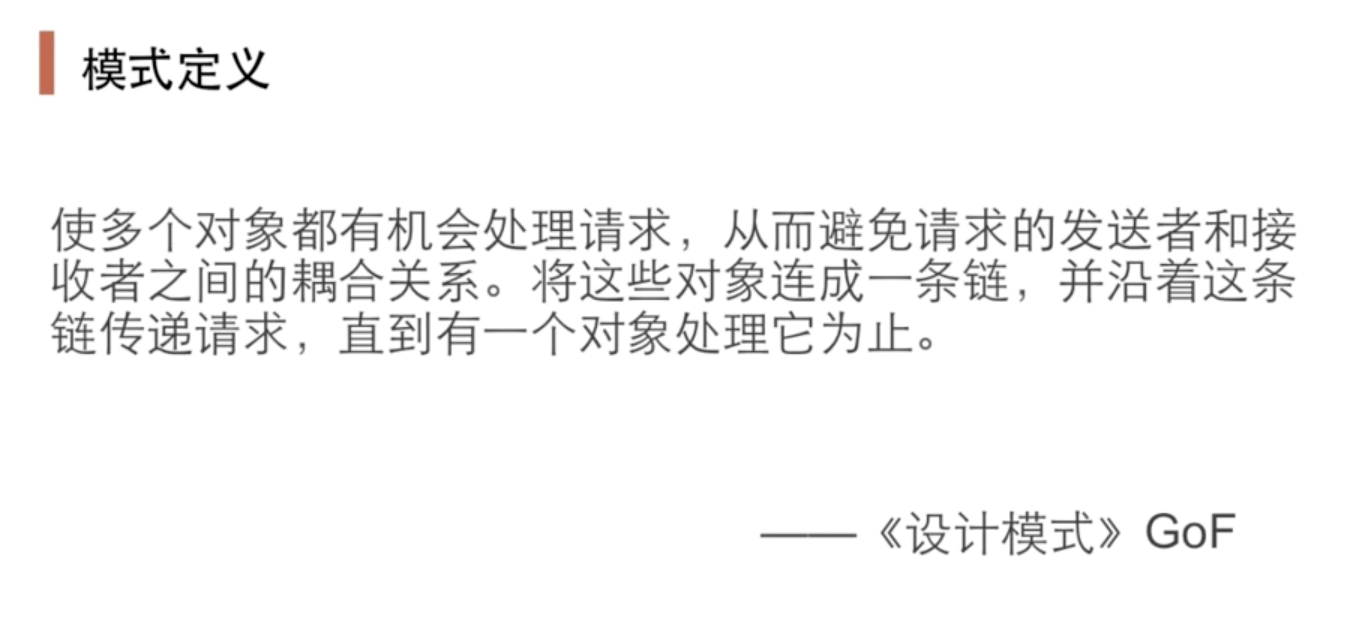 模式定义
使多个对象都有机会处理请求，从而避免请求的发送者和接
收者之间的耦合关系。将这些对象连成一条链，并沿着这条
链传递请求，直到有一个对象处理它为止。
——《设计模式》GoF